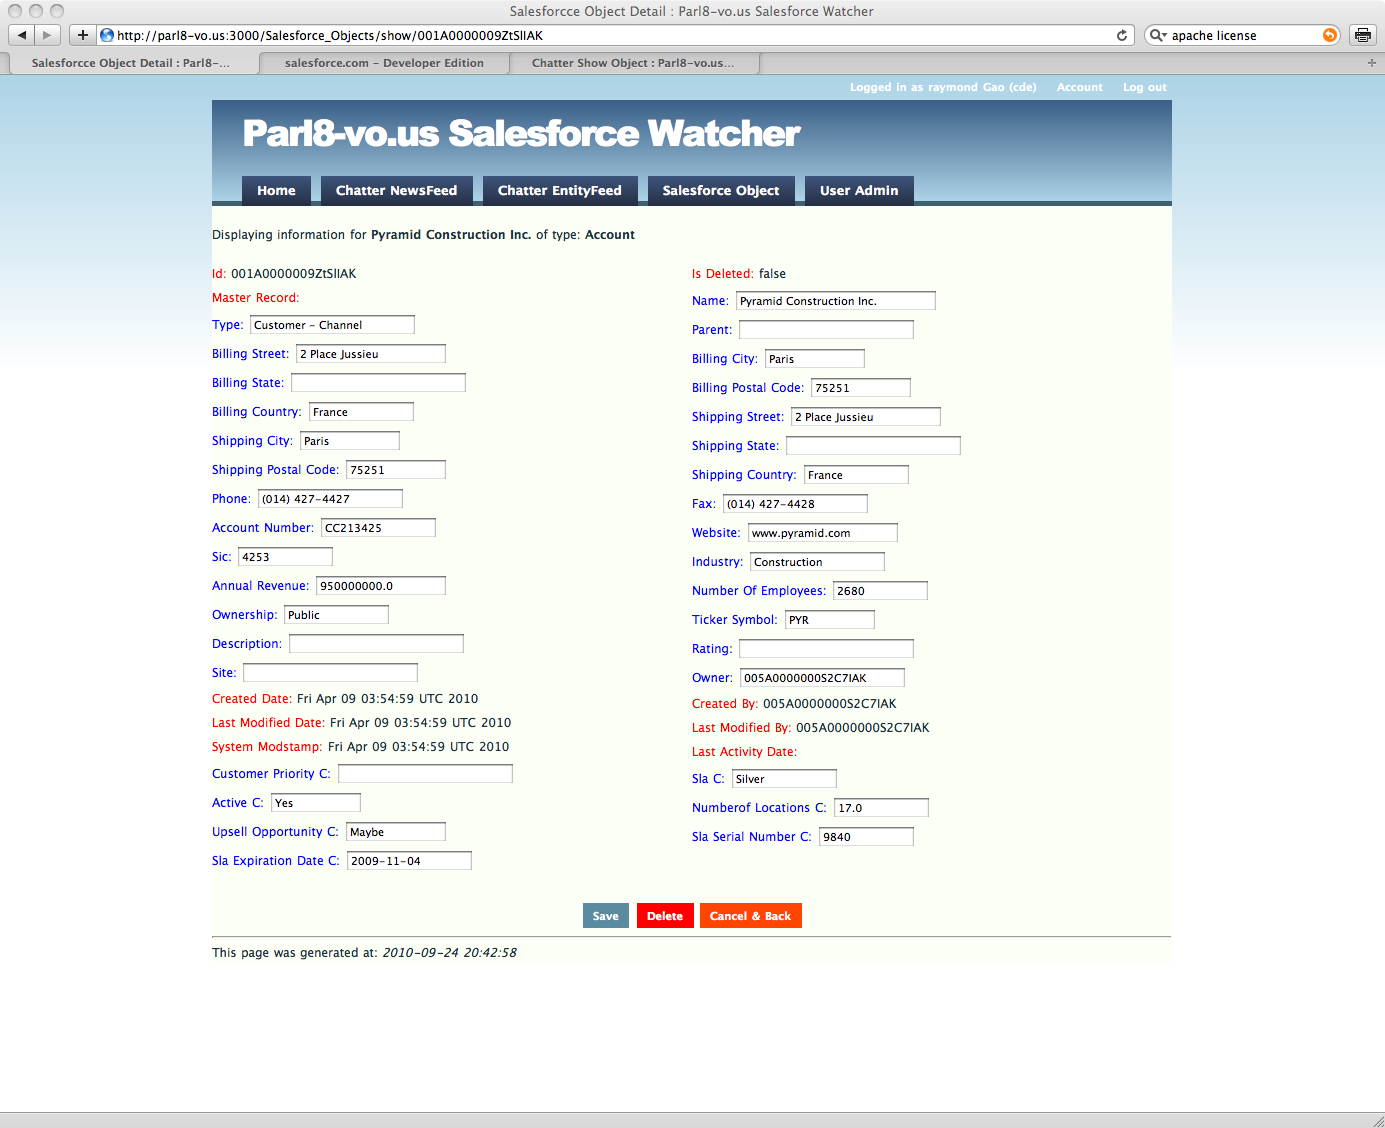 Salesforcce Object Detail : Parl8-vo.us Salesforce Watcher
http://parl8-vo.us:3000/Salesforce_Objects/show/001A0000009ZtSlIAK
apache license
Salesforcce Object Detail : Parl8-...
salesforce.com - Developer Edition
Chatter Show Object : Parl8-vo.us...
Logged in as raymond Gao (cde) Account Log out
Parl8-vo.us Salesforce Watcher
Home Chatter NewsFeed Chatter EntityFeed Salesforce Object User Admin
Displaying information for Pyramid Construction Inc. of type: Account
Id: 001A0000009ZtSlIAK
Master Record:
Type: Customer - Channel
Billing Street: 2 Place Jussieu
Billing State:
Billing Country: France
Shipping City: Paris
Shipping Postal Code: 75251
Phone: (014) 427-4427
Account Number: CC213425
Sic: 4253
Annual Revenue: 950000000.0
Ownership: Public
Description:
Site:
Created Date: Fri Apr 09 03:54:59 UTC 2010
Last Modified Date: Fri Apr 09 03:54:59 UTC 2010
System Modstamp: Fri Apr 09 03:54:59 UTC 2010
Customer Priority C:
Active C: Yes
Upsell Opportunity C: Maybe
Sla Expiration Date C: 2009-11-04
Is Deleted: false
Name: Pyramid Construction Inc.
Parent:
Billing City: Paris
Billing Postal Code: 75251
Shipping Street: 2 Place Jussieu
Shipping State:
Shipping Country: France
Fax: (014) 427-4428
Website: www.pyramid.com
Industry: Construction
Number Of Employees: 2680
Ticker Symbol: PYR
Rating:
Owner: 005A0000000S2C7IAK
Created By: 005A0000000S2C7IAK
Last Modified By: 005A0000000S2C7IAK
Last Activity Date:
Sla C: Silver
Numberof Locations C: 17.0
Sla Serial Number C: 9840
Save Delete Cancel & Back
This page was generated at: 2010-09-24 20:42:58